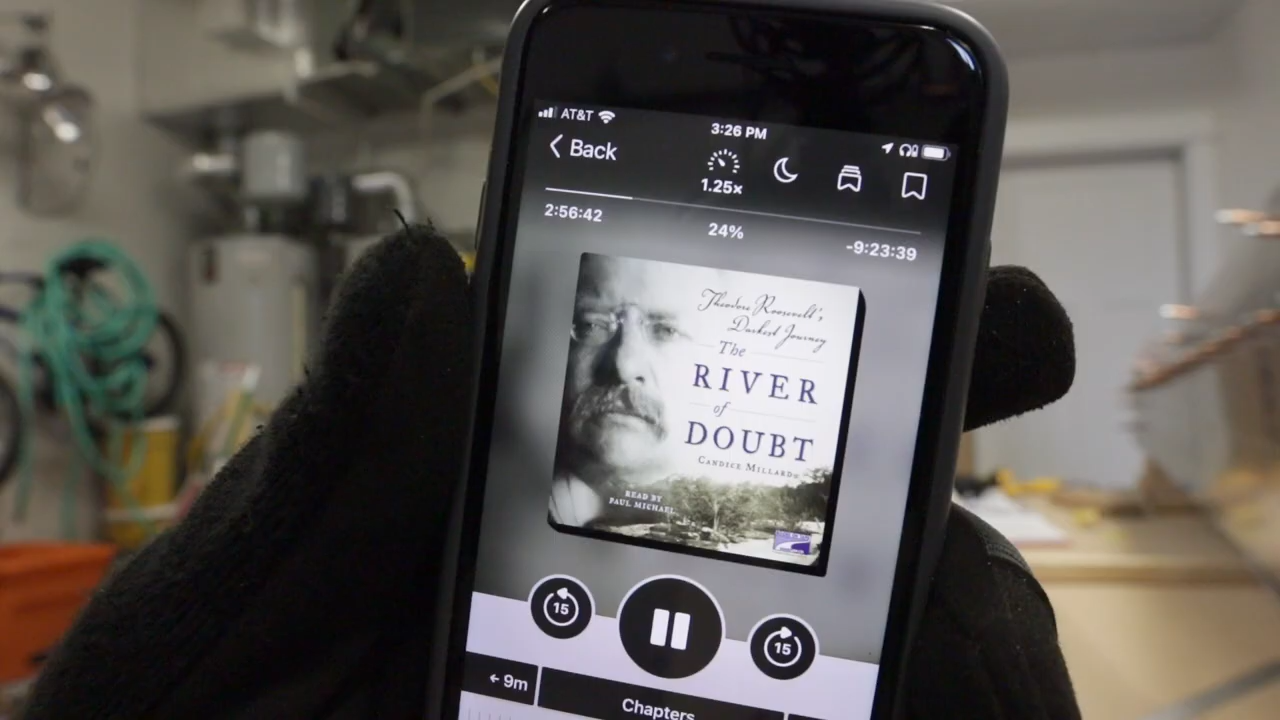 AT&T
3:26 PM
Back
1.25x
2:56:42
24%
-9:23:39
Theodore Roosevelt's
Darkest Journey
The
RIVER
of
DOUBT
CANDICE MILLARD
READ BY
PAUL MICHAEL
15
15
← 9m
Chapters